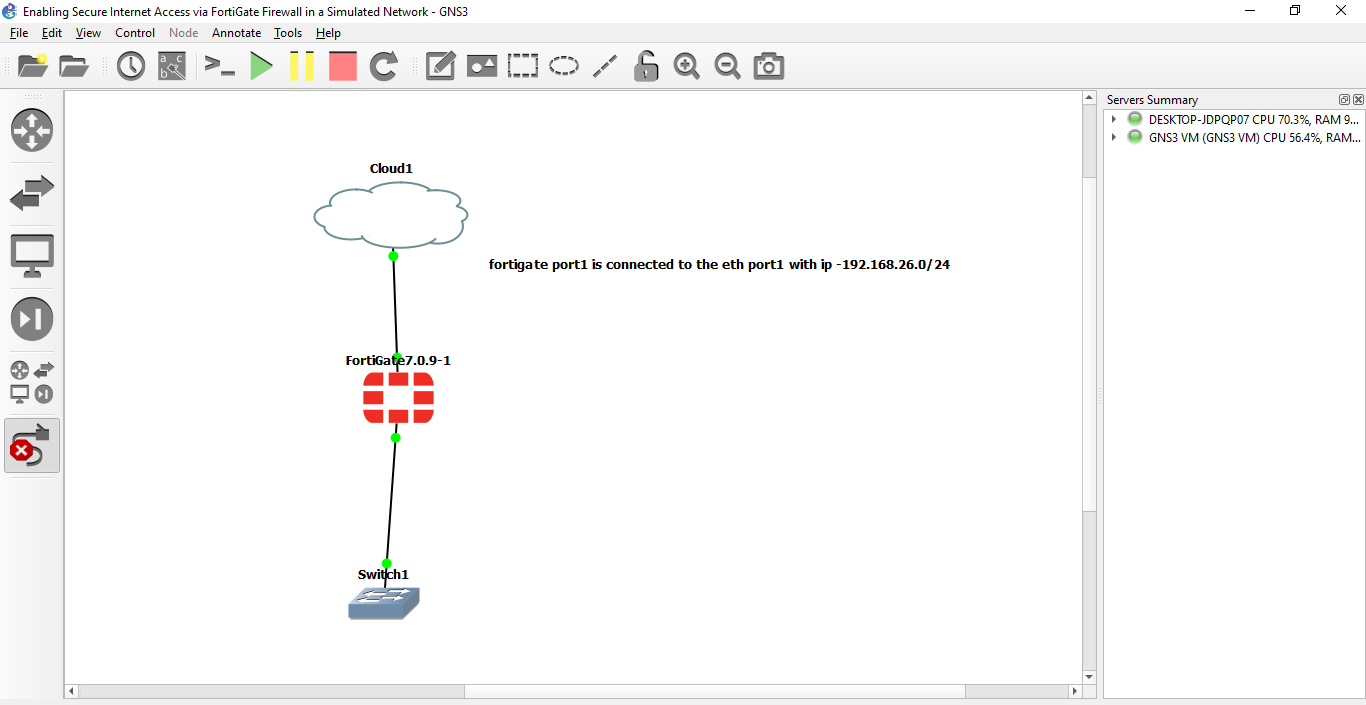 Enabling Secure Internet Access via FortiGate Firewall in a Simulated Network - GNS3
File Edit View Control Node Annotate Tools Help
Servers Summary
DESKTOP-JDPQP07 CPU 70.3%, RAM 9...
GNS3 VM (GNS3 VM) CPU 56.4%, RAM...
Cloud1
fortigate port1 is connected to the eth port1 with ip -192.168.26.0/24
FortiGate7.0.9-1
Switch1